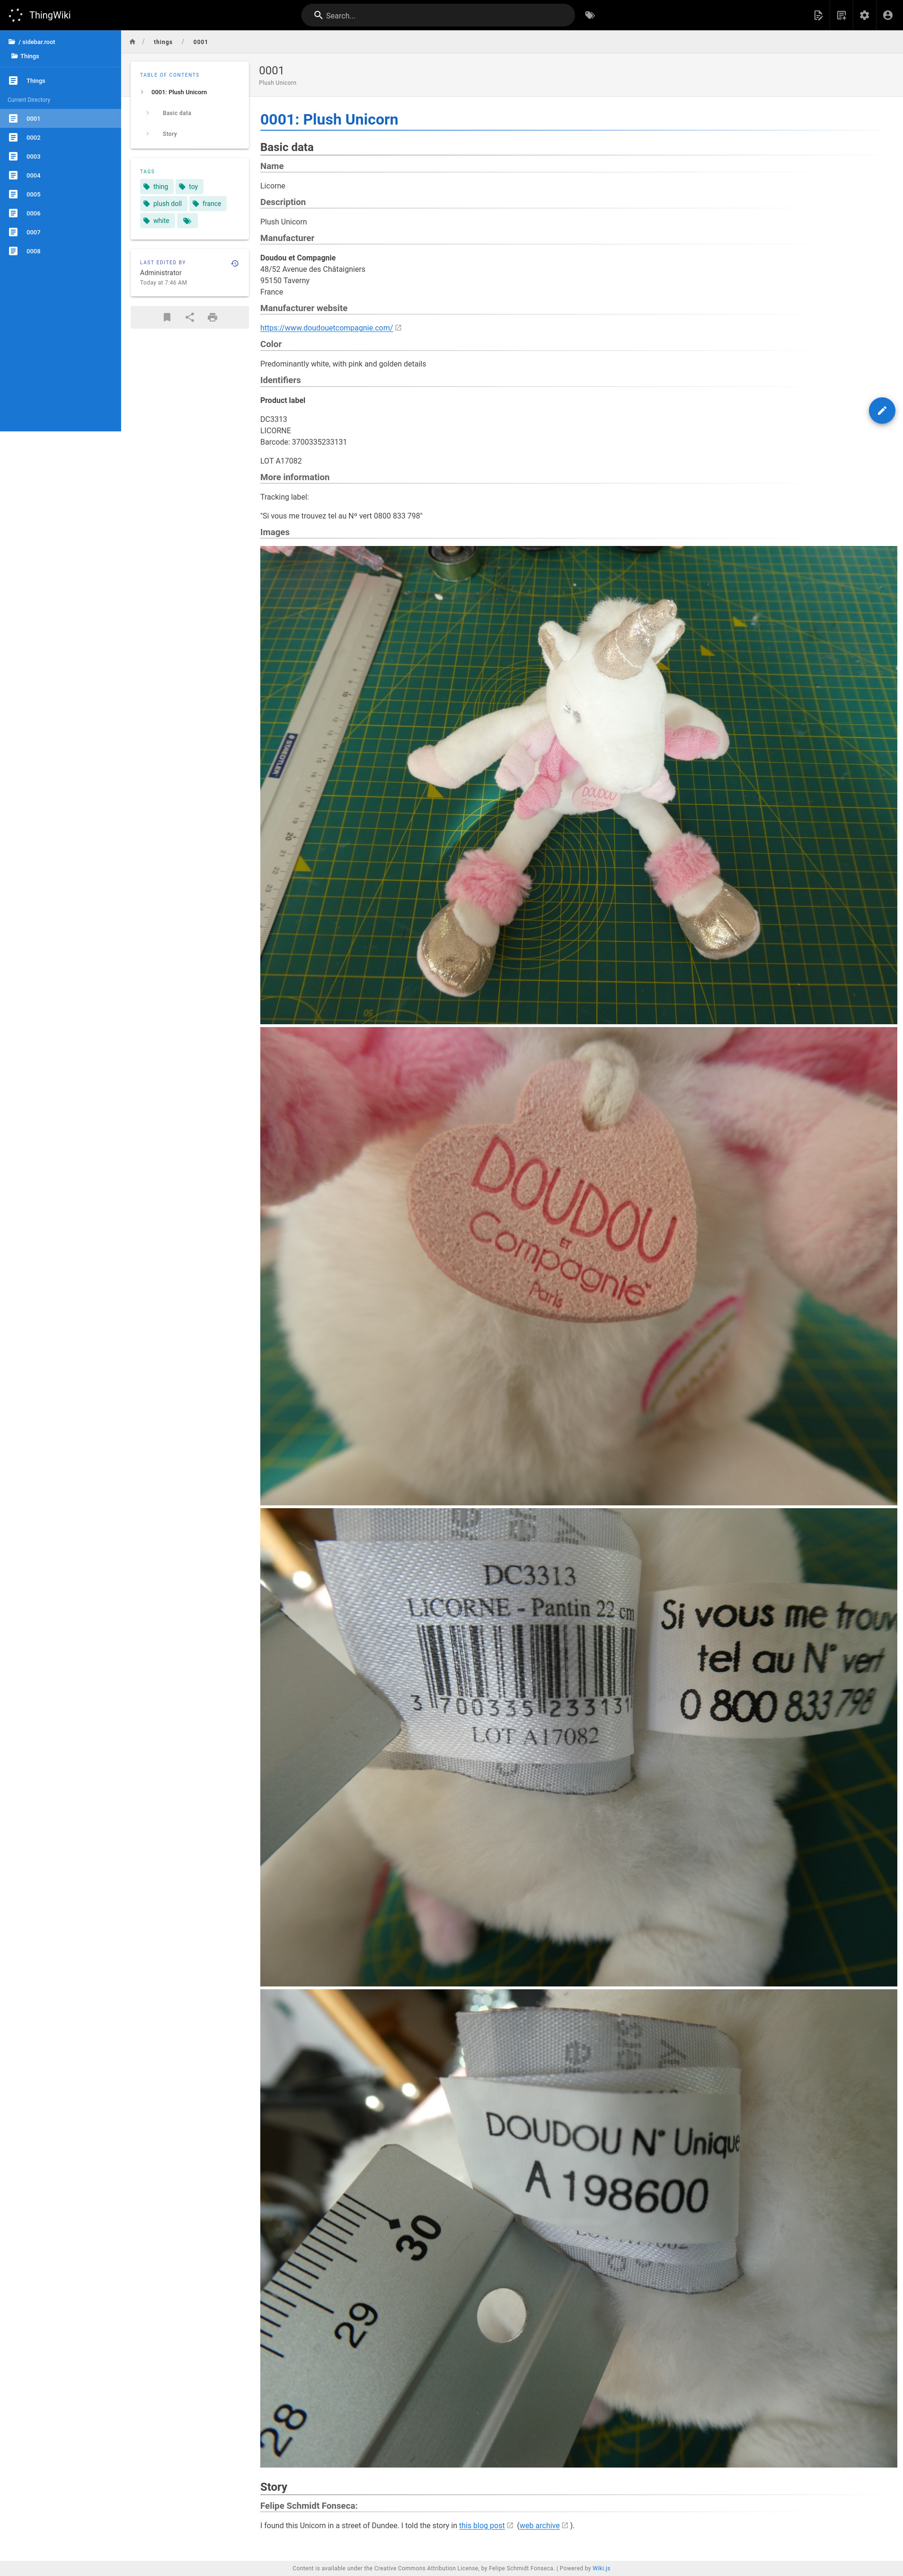 ThingWiki
Search...
/ sidebar.root
Things
Things
Current Directory
0001
0002
0003
0004
0005
0006
0007
0008
/ things / 0001
TABLE OF CONTENTS
0001: Plush Unicorn
Basic data
Story
TAGS
thing
toy
plush doll
france
white
LAST EDITED BY
Administrator
Today at 7:46 AM
0001
Plush Unicorn
0001: Plush Unicorn
Basic data
Name
Licorne
Description
Plush Unicorn
Manufacturer
Doudou et Compagnie
48/52 Avenue des Châtaigniers
95150 Taverny
France
Manufacturer website
https://www.doudouetcompagnie.com/
Color
Predominantly white, with pink and golden details
Identifiers
Product label
DC3313
LICORNE
Barcode: 3700335233131
LOT A17082
More information
Tracking label:
"Si vous me trouvez tel au Nº vert 0800 833 798"
Images
20
DOUDOU
Compagnie
DOUDOU
ET
Compagnie
Paris
DC3313
LICORNE - Pantin 22 cm
3 700335 233131
LOT A17082
Si vous me trouv
tel au N° vert
0 800 833 798
DOUDOU N° Unique
A 198600
30
29
28
Story
Felipe Schmidt Fonseca:
I found this Unicorn in a street of Dundee. I told the story in this blog post (web archive).
Content is available under the Creative Commons Attribution License, by Felipe Schmidt Fonseca. | Powered by Wiki.js